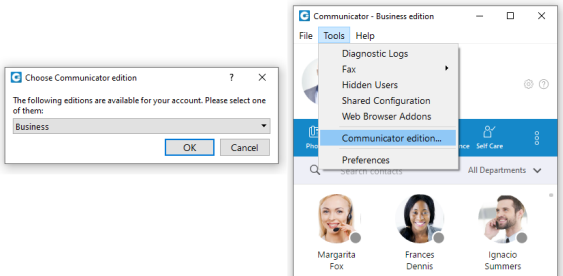 Choose Communicator edition
?
The following editions are available for your account. Please select one
of them:
Business
OK
Cancel
Communicator - Business edition
File
Tools
Help
Diagnostic Logs
Fax
Hidden Users
Shared Configuration
Web Browser Addons
Communicator edition...
Preferences
Self Care
Search contacts
All Departments
Margarita
Fox
Frances
Dennis
Ignacio
Summers